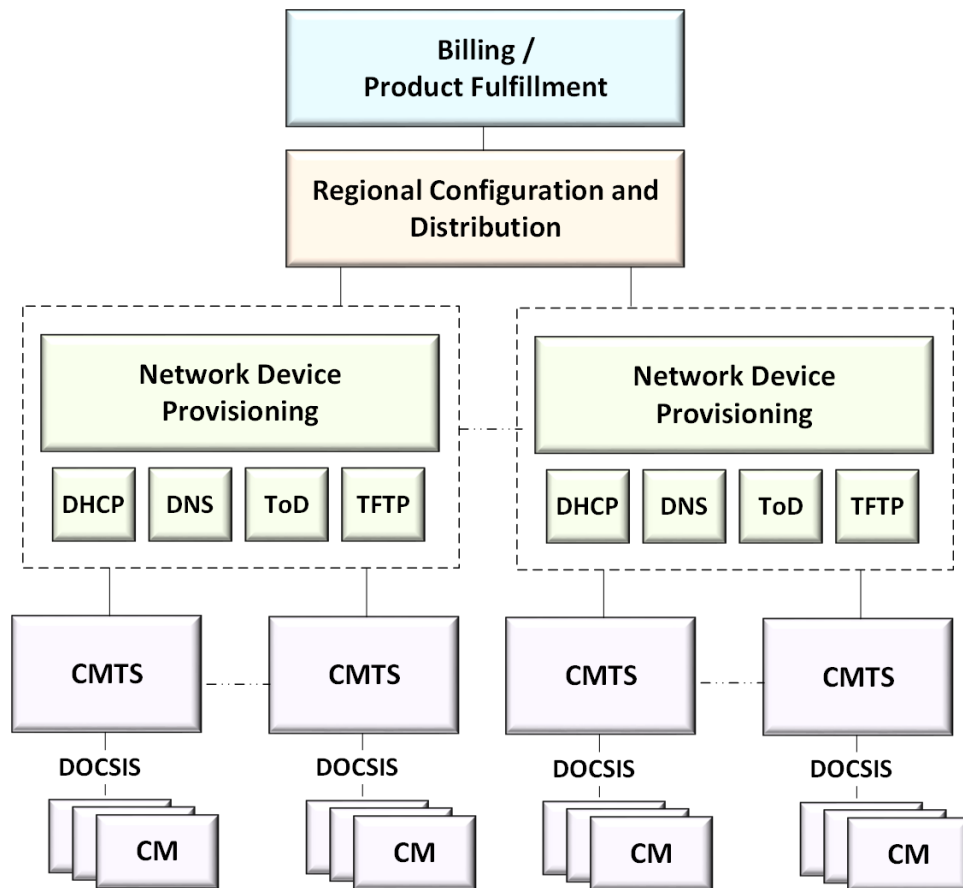 Billing /
Product Fulfillment
Regional Configuration and
Distribution
Network Device
Provisioning
DHCP
DNS
ToD
TFTP
Network Device
Provisioning
DHCP
DNS
ToD
TFTP
CMTS
CMTS
CMTS
CMTS
DOCSIS
DOCSIS
DOCSIS
DOCSIS
CM
CM
CM
CM